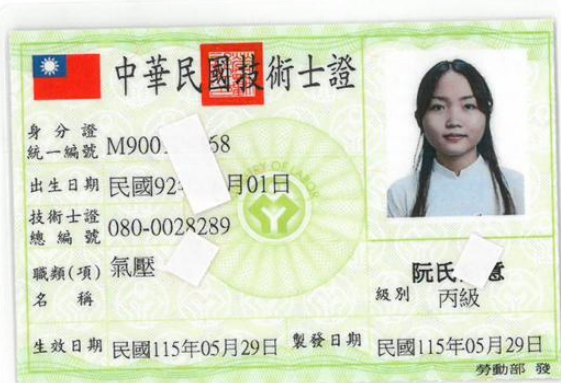 中華民國技術士證
身分證
統一編號 M900 68
出生日期 民國92 月01日
技術士證
總編號 080-0028289
職類(項)
名稱 氣壓
阮氏 意
級別 丙級
生效日期 民國115年05月29日 製發日期 民國115年05月29日
勞動部 發